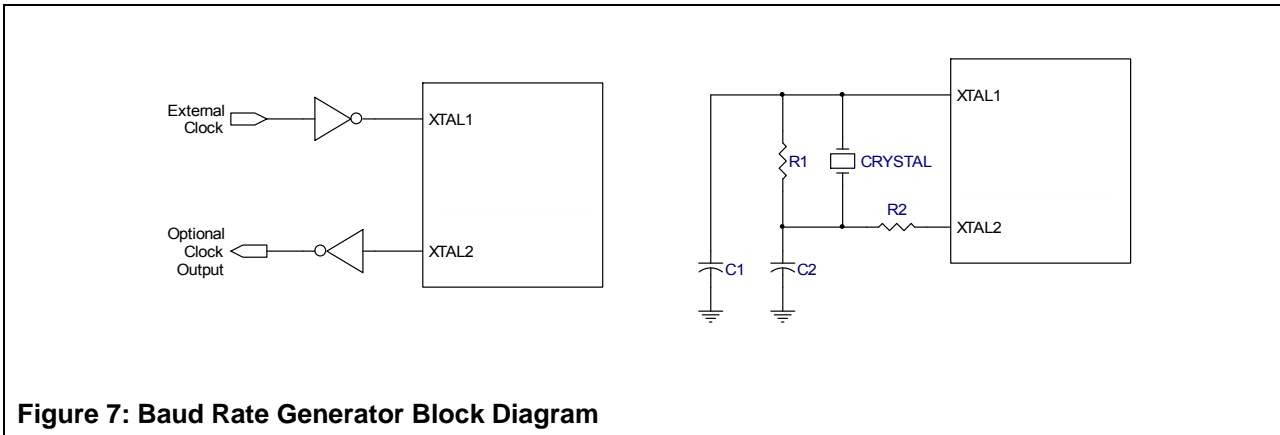 External
Clock
XTAL1
Optional
Clock
Output
XTAL2
XTAL1
R1
CRYSTAL
R2
XTAL2
C1
C2
Figure 7: Baud Rate Generator Block Diagram